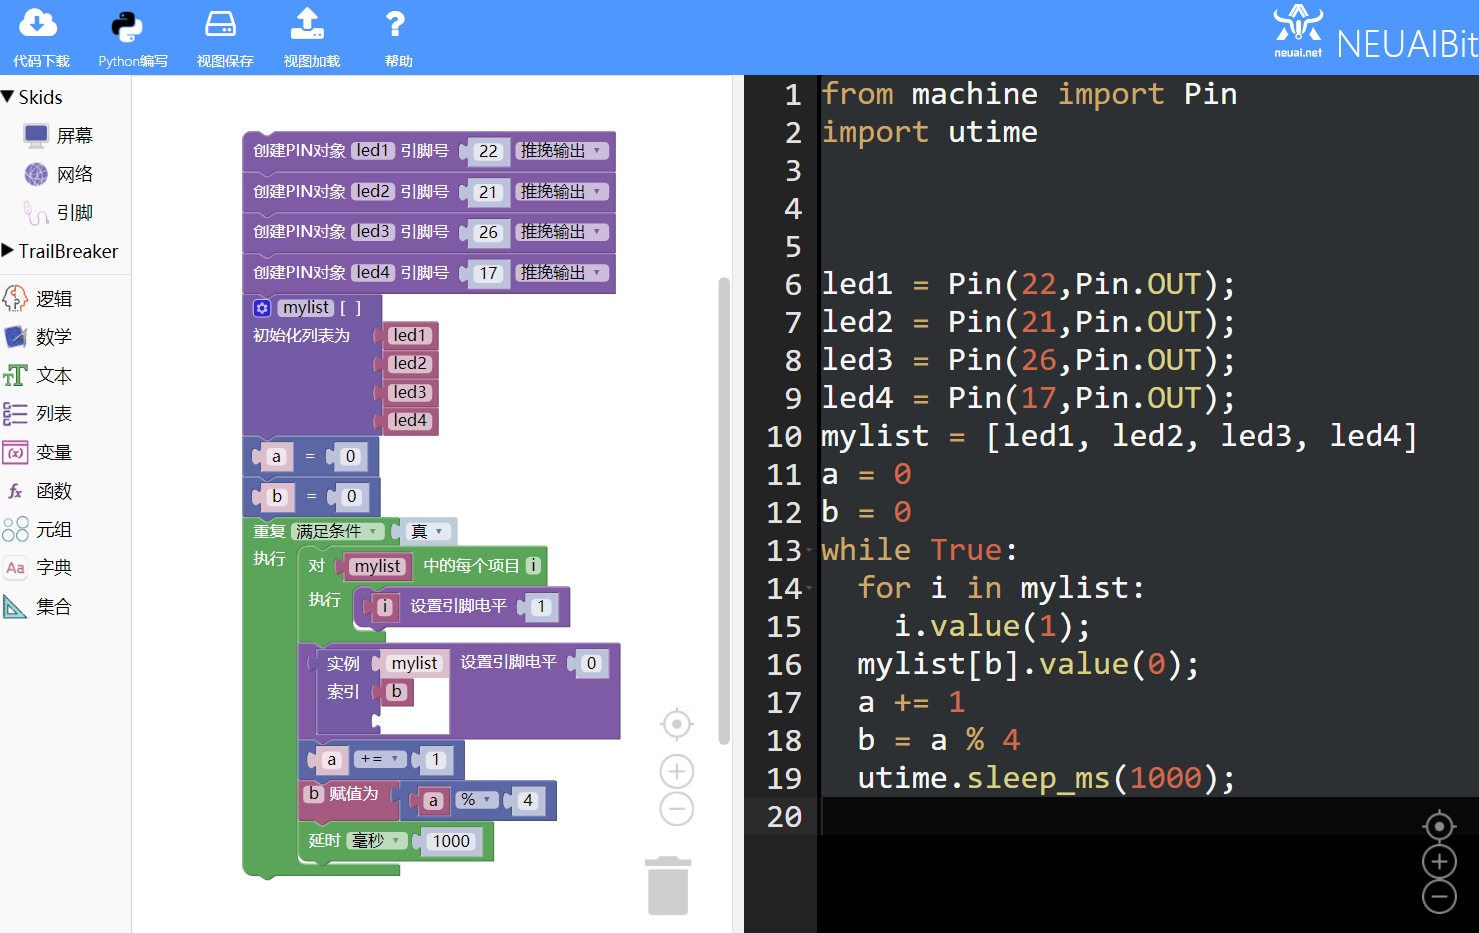 代码下载
Python编写
视图保存
视图加载
帮助
neuai.net
NEUAIBit
Skids
屏幕
网络
引脚
TrailBreaker
逻辑
数学
文本
列表
变量
函数
元组
字典
集合
创建PIN对象 led1 引脚号 22 推挽输出
创建PIN对象 led2 引脚号 21 推挽输出
创建PIN对象 led3 引脚号 26 推挽输出
创建PIN对象 led4 引脚号 17 推挽输出
mylist [ ]
初始化列表为 led1
led2
led3
led4
a = 0
b = 0
重复 满足条件 真
执行 对 mylist 中的每个项目 i
执行 i 设置引脚电平 1
实例 mylist 设置引脚电平 0
索引 b
a += 1
b 赋值为 a % 4
延时 毫秒 1000
1 from machine import Pin
2 import utime
3
4
5
6 led1 = Pin(22,Pin.OUT);
7 led2 = Pin(21,Pin.OUT);
8 led3 = Pin(26,Pin.OUT);
9 led4 = Pin(17,Pin.OUT);
10 mylist = [led1, led2, led3, led4]
11 a = 0
12 b = 0
13 while True:
14 for i in mylist:
15 i.value(1);
16 mylist[b].value(0);
17 a += 1
18 b = a % 4
19 utime.sleep_ms(1000);
20